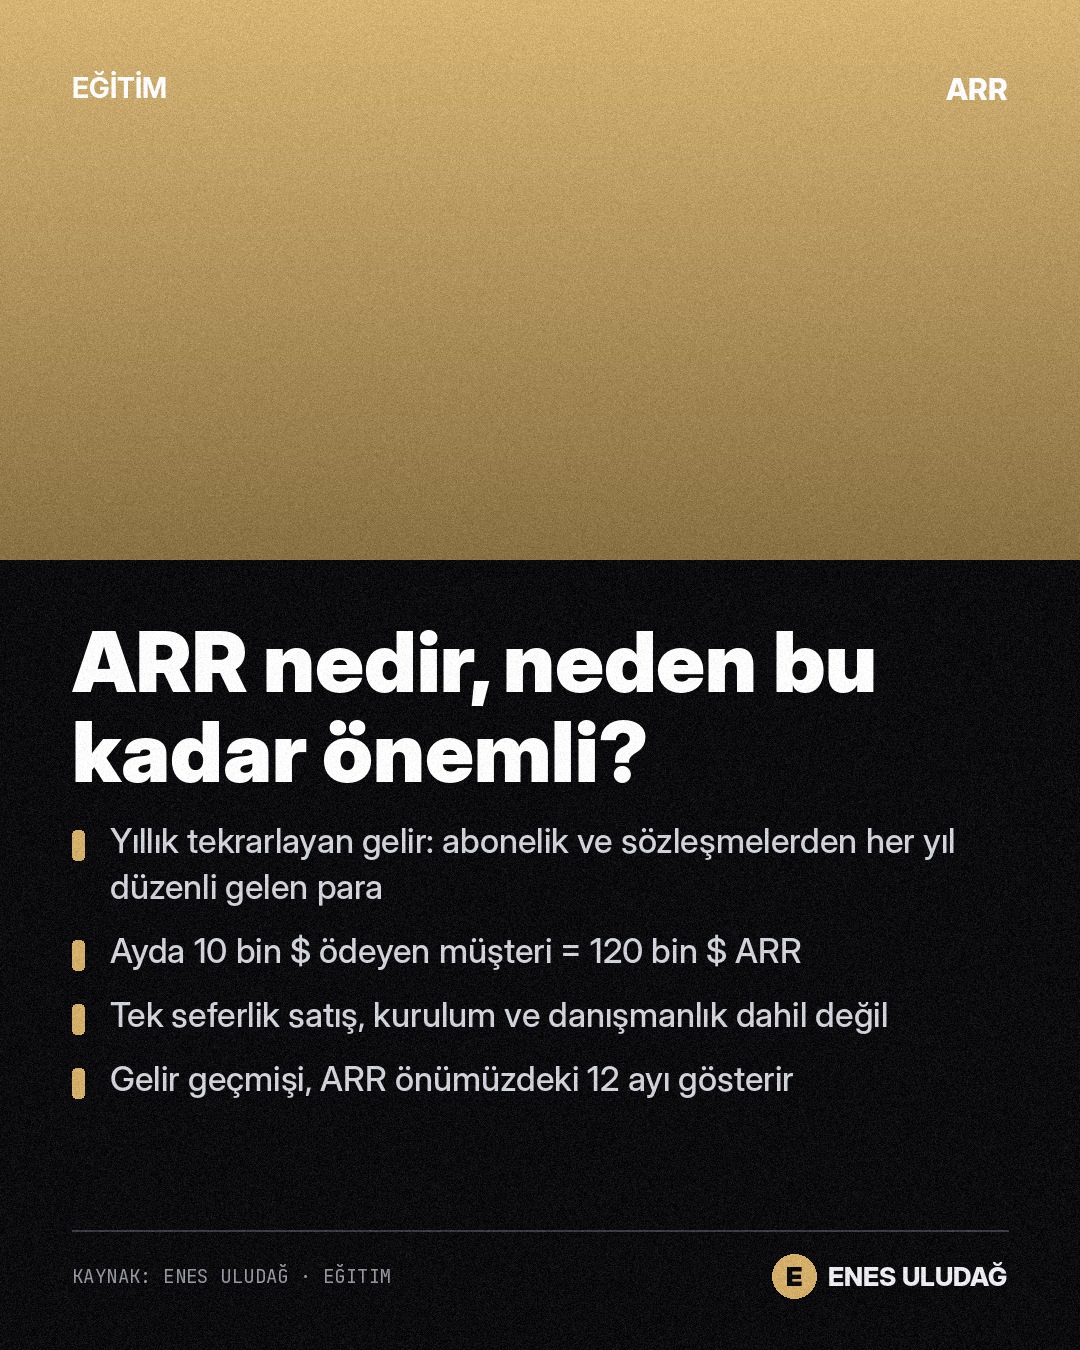 EĞİTİM
ARR
ARR nedir, neden bu
kadar önemli?
Yıllık tekrarlayan gelir: abonelik ve sözleşmelerden her yıl
düzenli gelen para
Ayda 10 bin $ ödeyen müşteri = 120 bin $ ARR
Tek seferlik satış, kurulum ve danışmanlık dahil değil
Gelir geçmişi, ARR önümüzdeki 12 ayı gösterir
KAYNAK: ENES ULUDAĞ · EĞITIM
E ENES ULUDAĞ